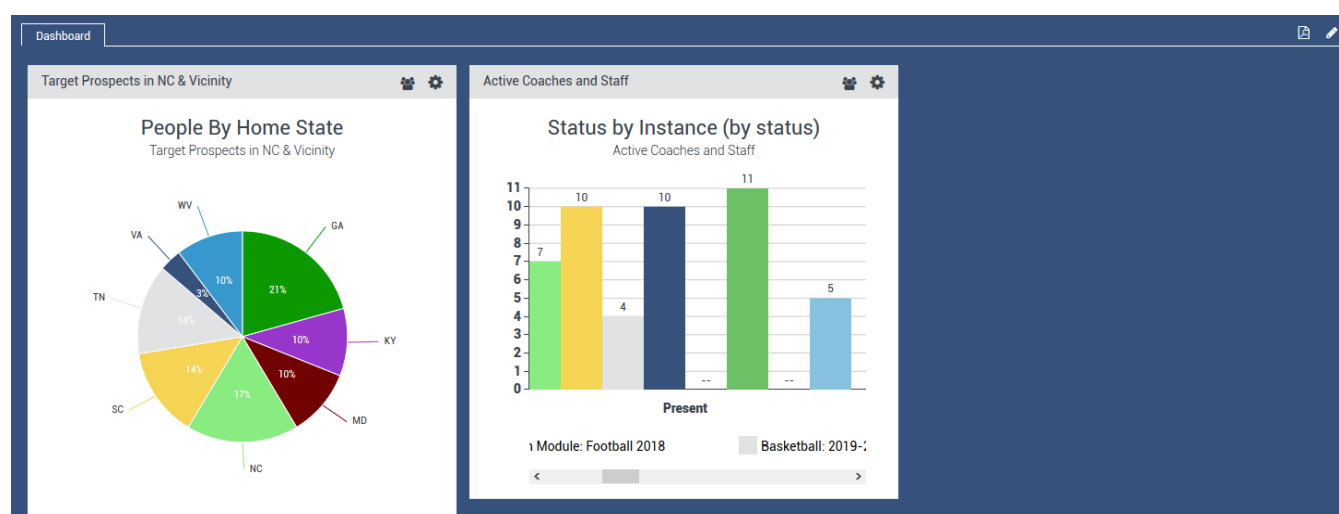 Dashboard
Target Prospects in NC & Vicinity
People By Home State
Target Prospects in NC & Vicinity
WV
GA
VA
10%
21%
3%
TN
14%
10%
KY
10%
14%
17%
SC
MD
NC
Active Coaches and Staff
Status by Instance (by status)
Active Coaches and Staff
11
11
10
10
10
9
8
7
7
6
5
5
4
4
3
2
1
-- --
0
Present
Module: Football 2018
Basketball: 2019-